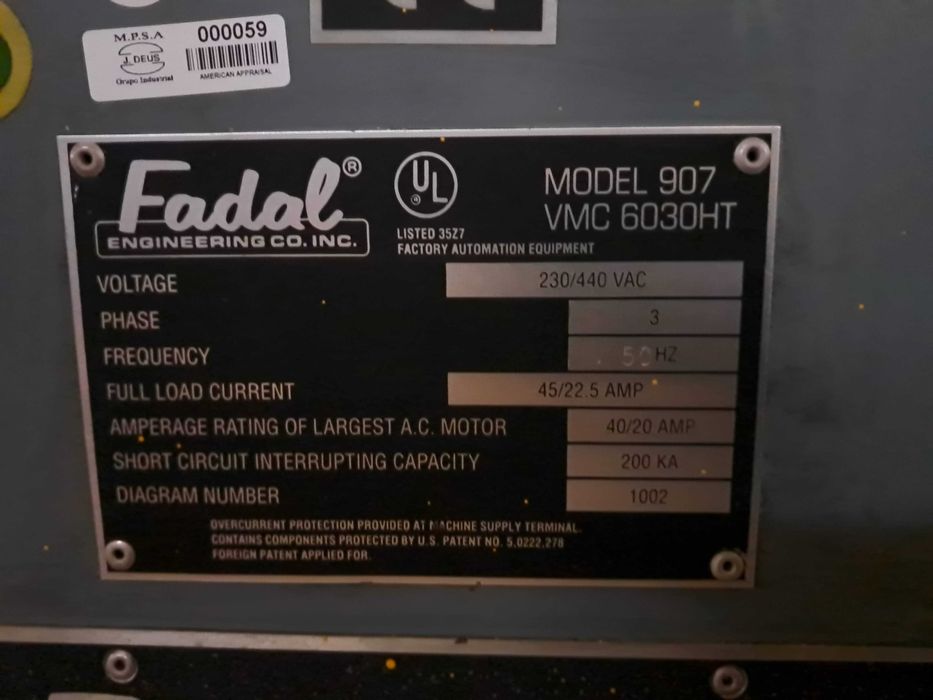 M.P.S.A
J. DEUS
Grupo Industrial
000059
AMERICAN APPRAISAL
Fadal®
ENGINEERING CO. INC.
UL ®
LISTED 35Z7
FACTORY AUTOMATION EQUIPMENT
MODEL 907
VMC 6030HT
VOLTAGE 230/440 VAC
PHASE 3
FREQUENCY 50 HZ
FULL LOAD CURRENT 45/22.5 AMP
AMPERAGE RATING OF LARGEST A.C. MOTOR 40/20 AMP
SHORT CIRCUIT INTERRUPTING CAPACITY 200 KA
DIAGRAM NUMBER 1002
OVERCURRENT PROTECTION PROVIDED AT MACHINE SUPPLY TERMINAL.
CONTAINS COMPONENTS PROTECTED BY U.S. PATENT NO. 5,0222,278
FOREIGN PATENT APPLIED FOR.